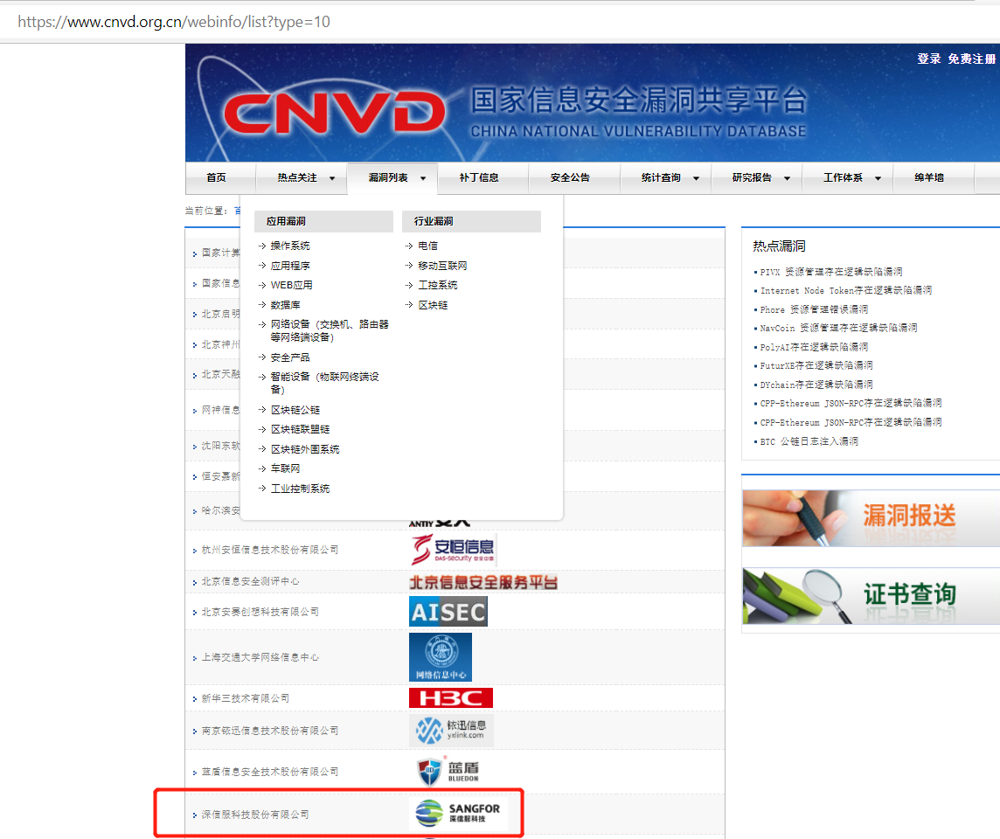 https://www.cnvd.org.cn/webinfo/list?type=10
登录 免费注册
CNVD 国家信息安全漏洞共享平台
CHINA NATIONAL VULNERABILITY DATABASE
首页 热点关注 漏洞列表 补丁信息 安全公告 统计查询 研究报告 工作体系 绵羊墙
当前位置：首
应用漏洞
操作系统
应用程序
WEB应用
数据库
网络设备（交换机、路由器
等网络端设备）
安全产品
智能设备（物联网终端设
备）
区块链公链
区块链联盟链
区块链外围系统
车联网
工业控制系统
行业漏洞
电信
移动互联网
工控系统
区块链
国家计算
国家信息
北京启明
北京神州
北京天融
网神信息
沈阳东软
恒安嘉新
哈尔滨安
杭州安恒信息技术股份有限公司 安恒信息
DAS-security 安全中国
北京信息安全测评中心 北京信息安全服务平台
北京安赛创想科技有限公司 AISEC
上海交通大学网络信息中心 网络信息中心
新华三技术有限公司 H3C
南京铱迅信息技术股份有限公司 铱迅信息
yxlink.com
蓝盾信息安全技术股份有限公司 蓝盾
BLUEDON
深信服科技股份有限公司 SANGFOR
深信服科技
热点漏洞
PIVX 资源管理存在逻辑缺陷漏洞
Internet Node Token存在逻辑缺陷漏洞
Phore 资源管理错误漏洞
NavCoin 资源管理存在逻辑缺陷漏洞
PolyAI存在逻辑缺陷漏洞
FuturXE存在逻辑缺陷漏洞
DYchain存在逻辑缺陷漏洞
CPP-Ethereum JSON-RPC存在逻辑缺陷漏洞
CPP-Ethereum JSON-RPC存在逻辑缺陷漏洞
BTC 公链日志注入漏洞
漏洞报送
证书查询